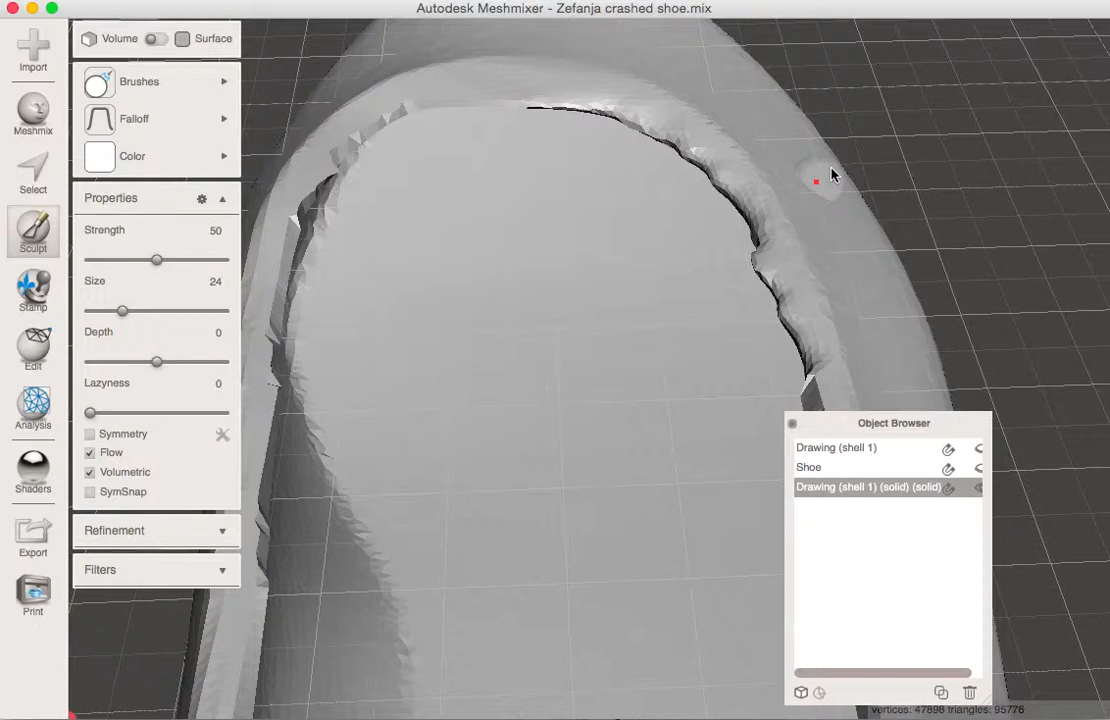 Autodesk Meshmixer - Zefanja crashed shoe.mix
Import
Meshmix
Select
Sculpt
Stamp
Edit
Analysis
Shaders
Export
Print
Volume
Surface
Brushes
Falloff
Color
Properties
Strength 50
Size 24
Depth 0
Lazyness 0
Symmetry
Flow
Volumetric
SymSnap
Refinement
Filters
Object Browser
Drawing (shell 1)
Shoe
Drawing (shell 1) (solid) (solid)
vertices: 47898 triangles: 95776